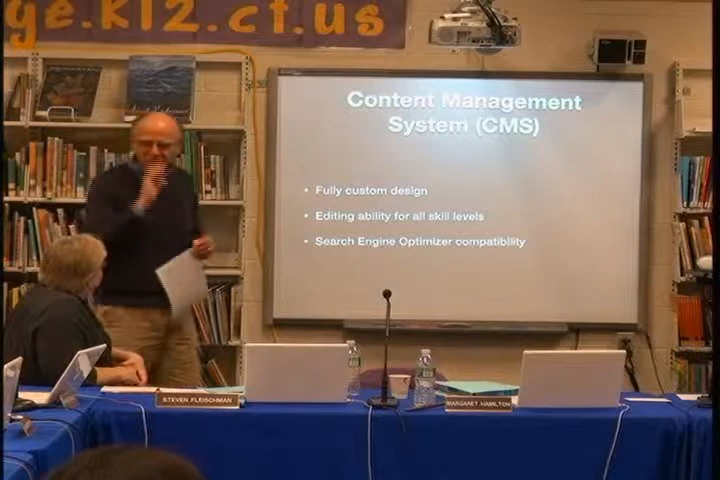 ge.k12.ct.us
Content Management
System (CMS)
• Fully custom design
• Editing ability for all skill levels
• Search Engine Optimizer compatibility
STEVEN FLEISCHMAN
MARGARET HAMILTON